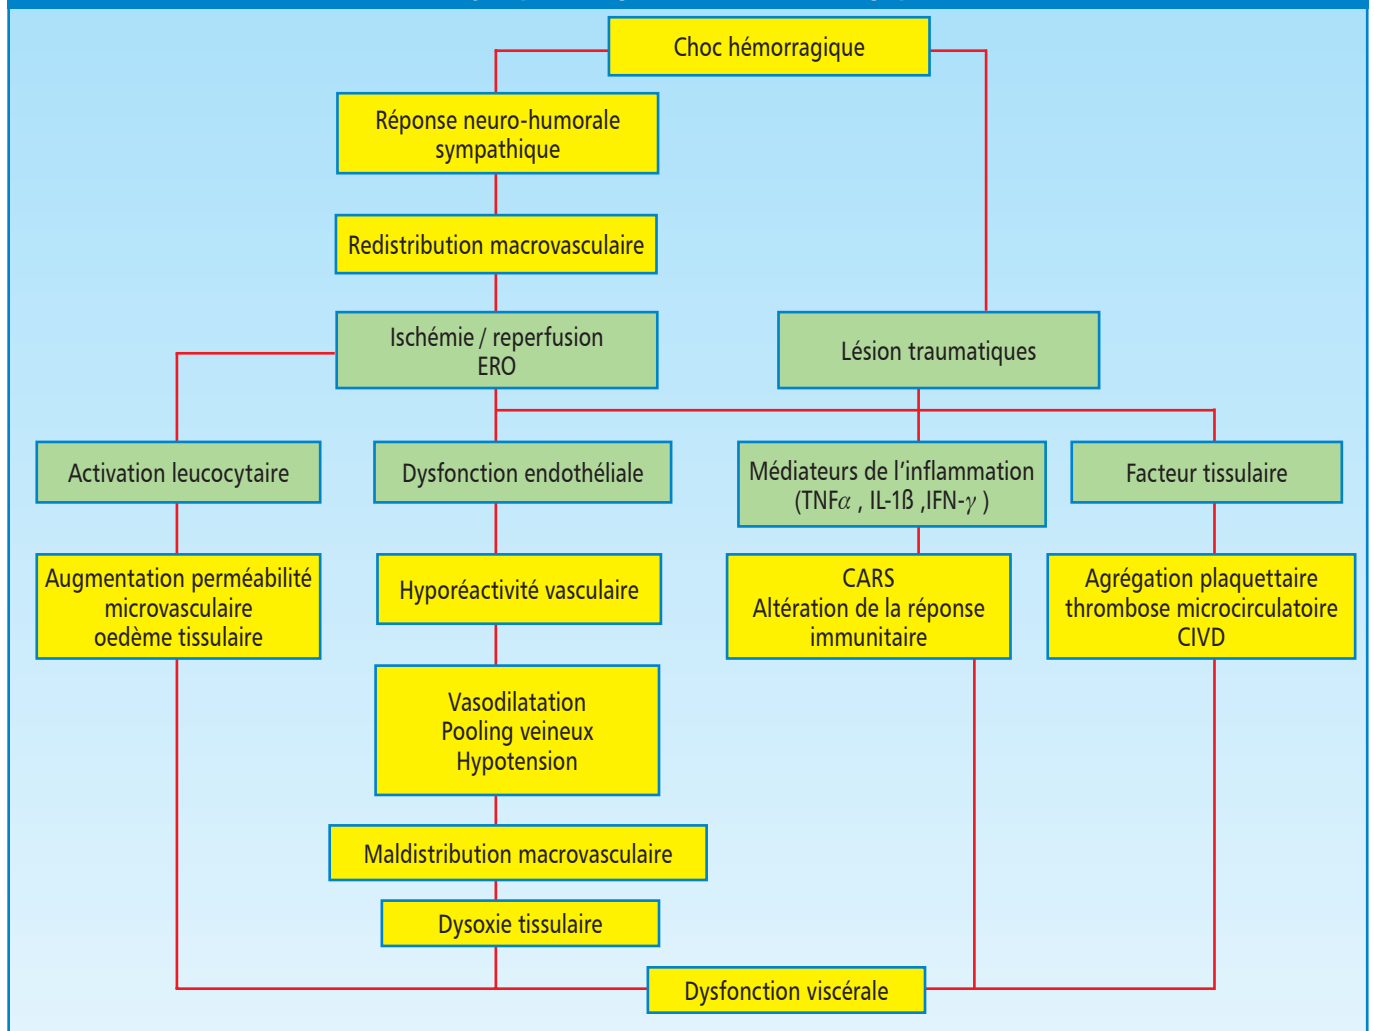 Choc hémorragique
Réponse neuro-humorale
sympathique
Redistribution macrovasculaire
Ischémie / reperfusion
ERO
Lésion traumatiques
Activation leucocytaire
Dysfonction endothéliale
Médiateurs de l'inflammation
(TNFα , IL-1ß ,IFN-γ )
Facteur tissulaire
Augmentation perméabilité
microvasculaire
oedème tissulaire
Hyporéactivité vasculaire
CARS
Altération de la réponse
immunitaire
Agrégation plaquettaire
thrombose microcirculatoire
CIVD
Vasodilatation
Pooling veineux
Hypotension
Maldistribution macrovasculaire
Dysoxie tissulaire
Dysfonction viscérale